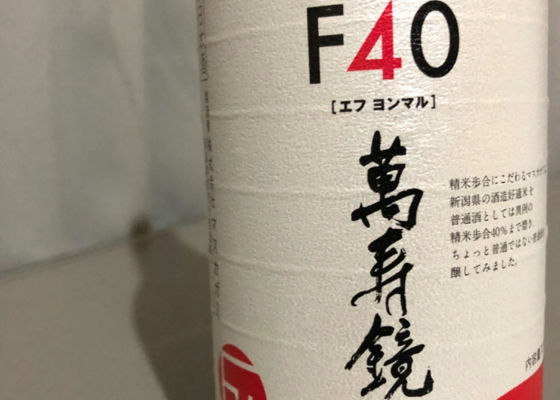 F40
[エフ ヨンマル]
萬寿鏡
精米歩合にこだわるマスカガミ
新潟県の酒造好適米を
普通酒としては異例の
精米歩合40%まで磨き、
ちょっと普通ではない普通酒
醸してみました。
内容量